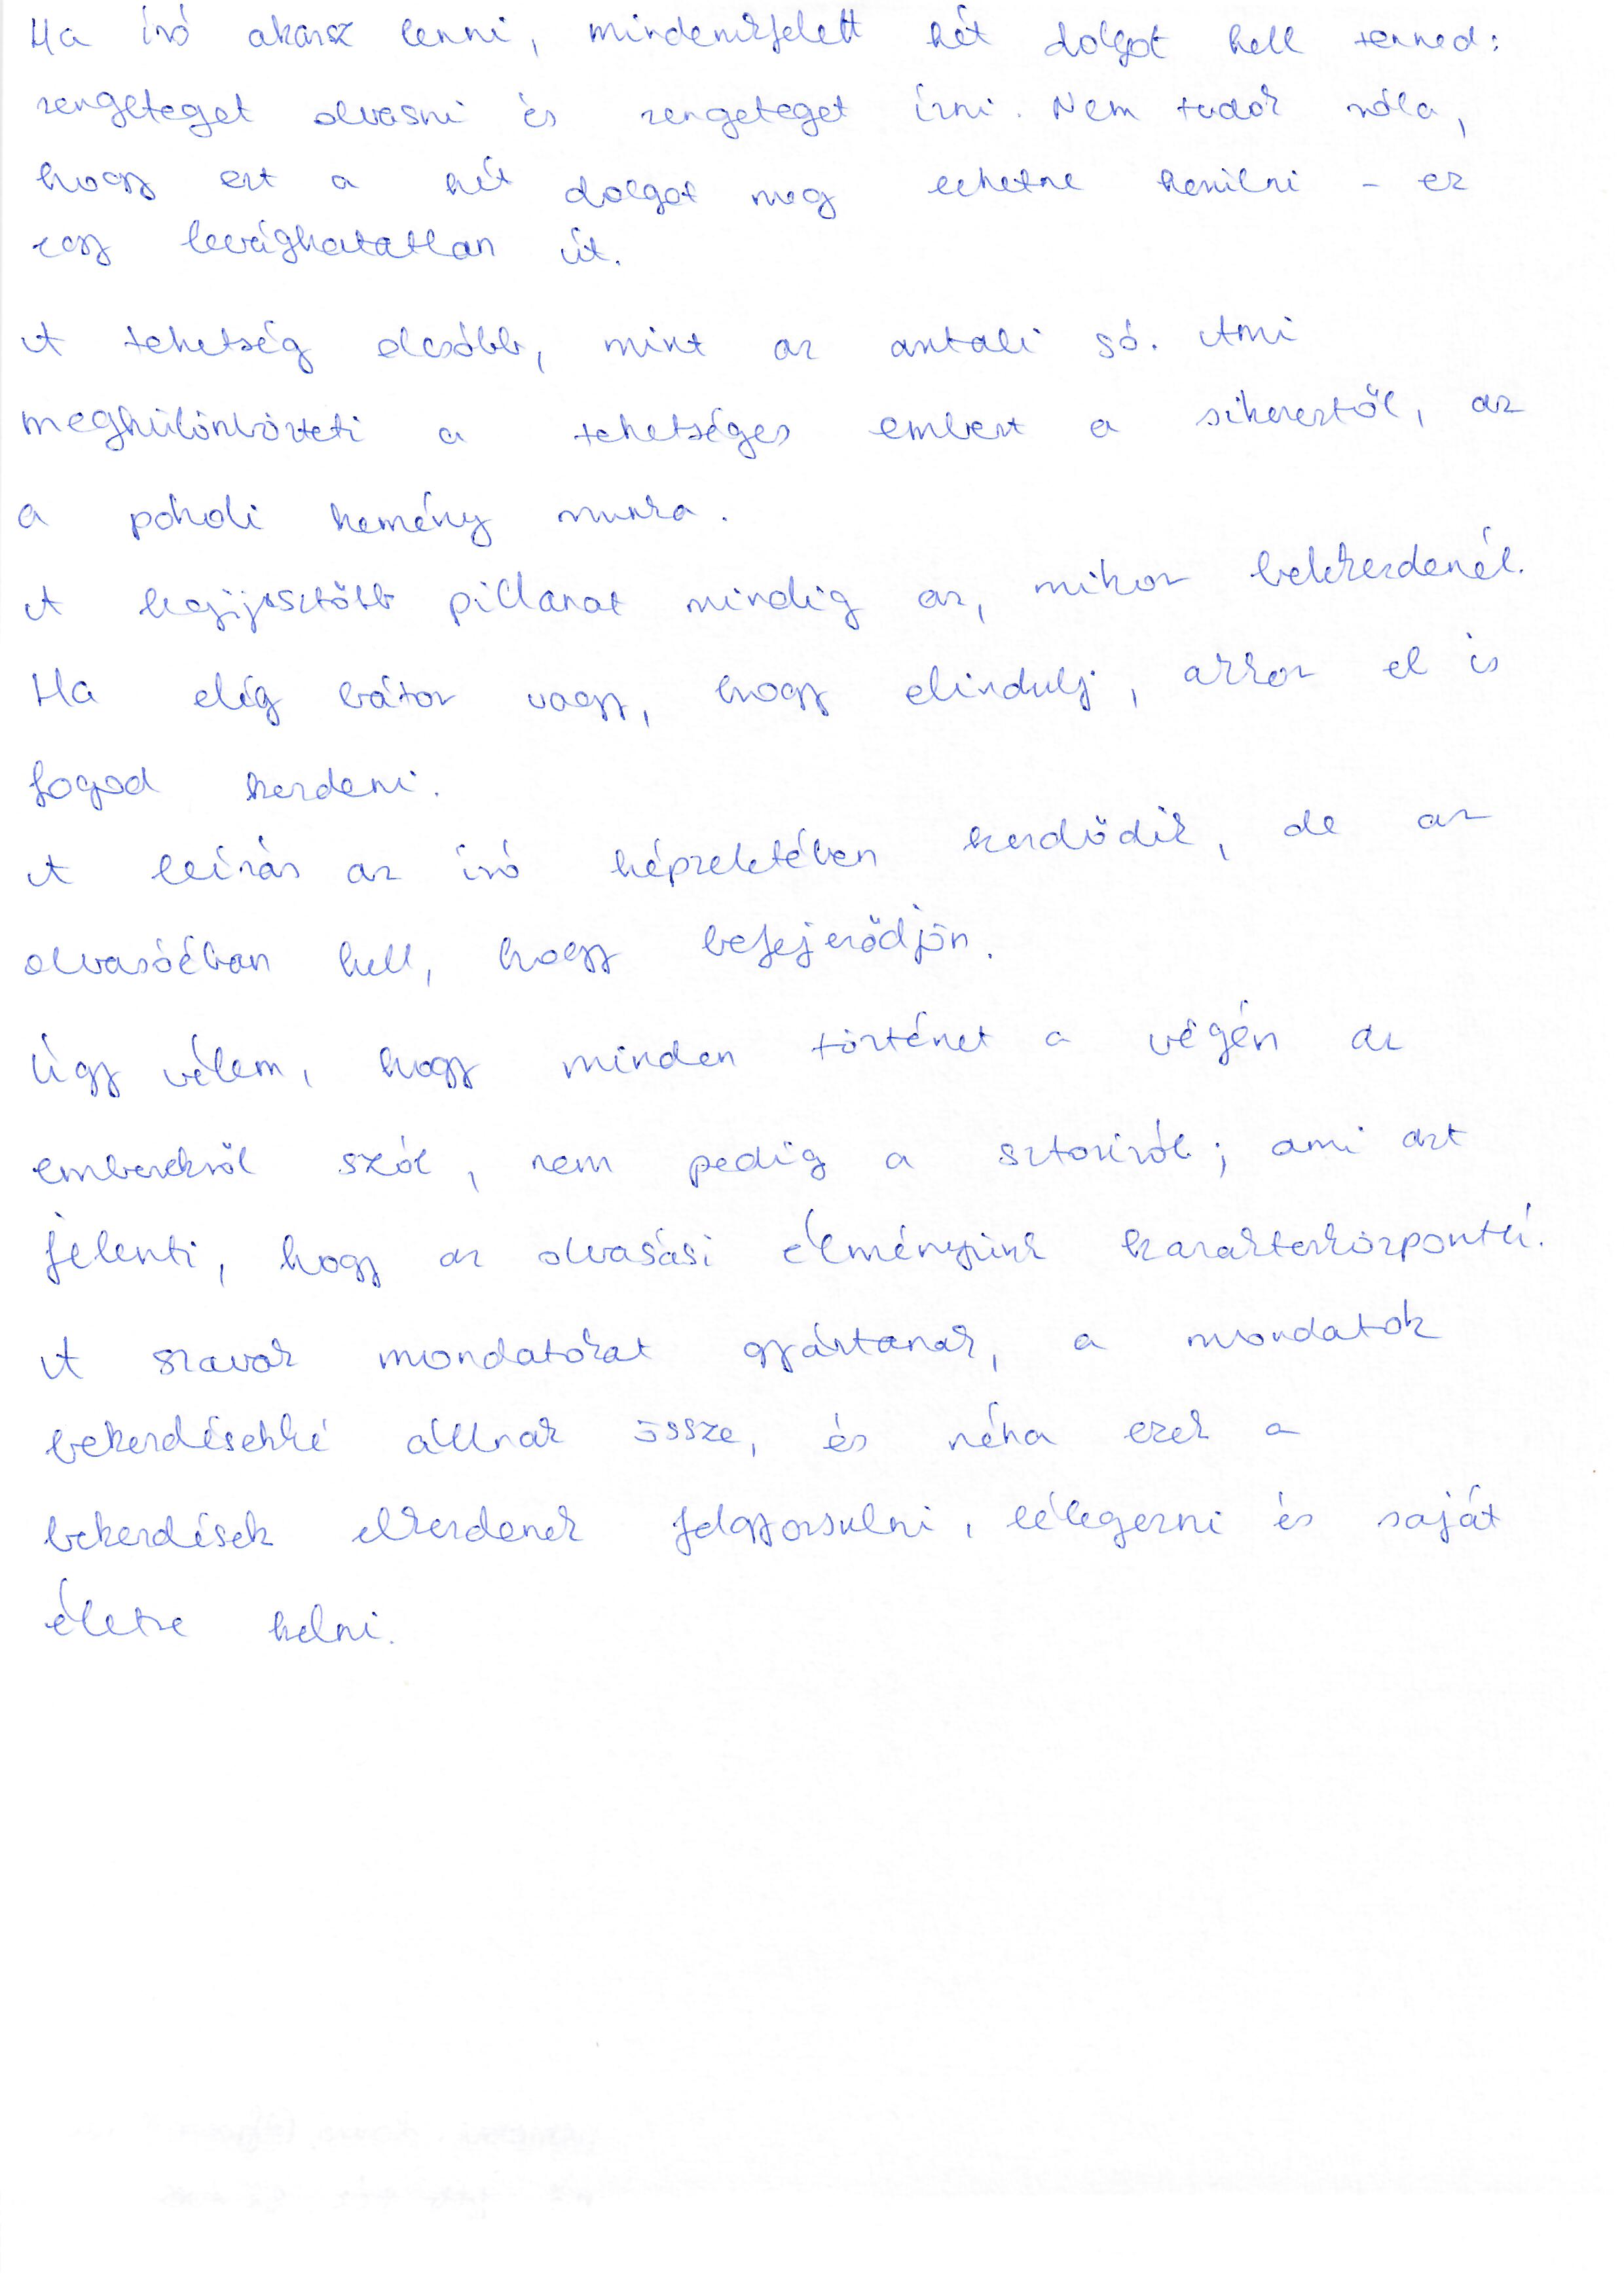 Ha író akarsz lenni, mindenekfelett két dolgot kell tenned:
rengeteget olvasni és rengeteget írni. Nem tudok róla,
hogy ezt a két dolgot meg lehetne kerülni - ez
egy levághatatlan út.
A tehetség olcsóbb, mint az asztali só. Ami
megkülönbözteti a tehetséges embert a sikerestől, az
a pokoli kemény munka.
A legijesztőbb pillanat mindig az, mikor belekezdenél.
Ha elég bátor vagy, hogy elindulj, akkor el is
fogod kezdeni.
A leírás az író képzeletében kezdődik, de az
olvasóéban kell, hogy befejeződjön.
Úgy vélem, hogy minden történet a végén az
emberekről szól, nem pedig a sztoriról; ami azt
jelenti, hogy az olvasási élményünk karakterközpontú.
A szavak mondatokat gyártanak, a mondatok
bekezdésekké állnak össze, és néha ezek a
bekezdések elkezdenek felgyorsulni, lélegezni és saját
életre kelni.